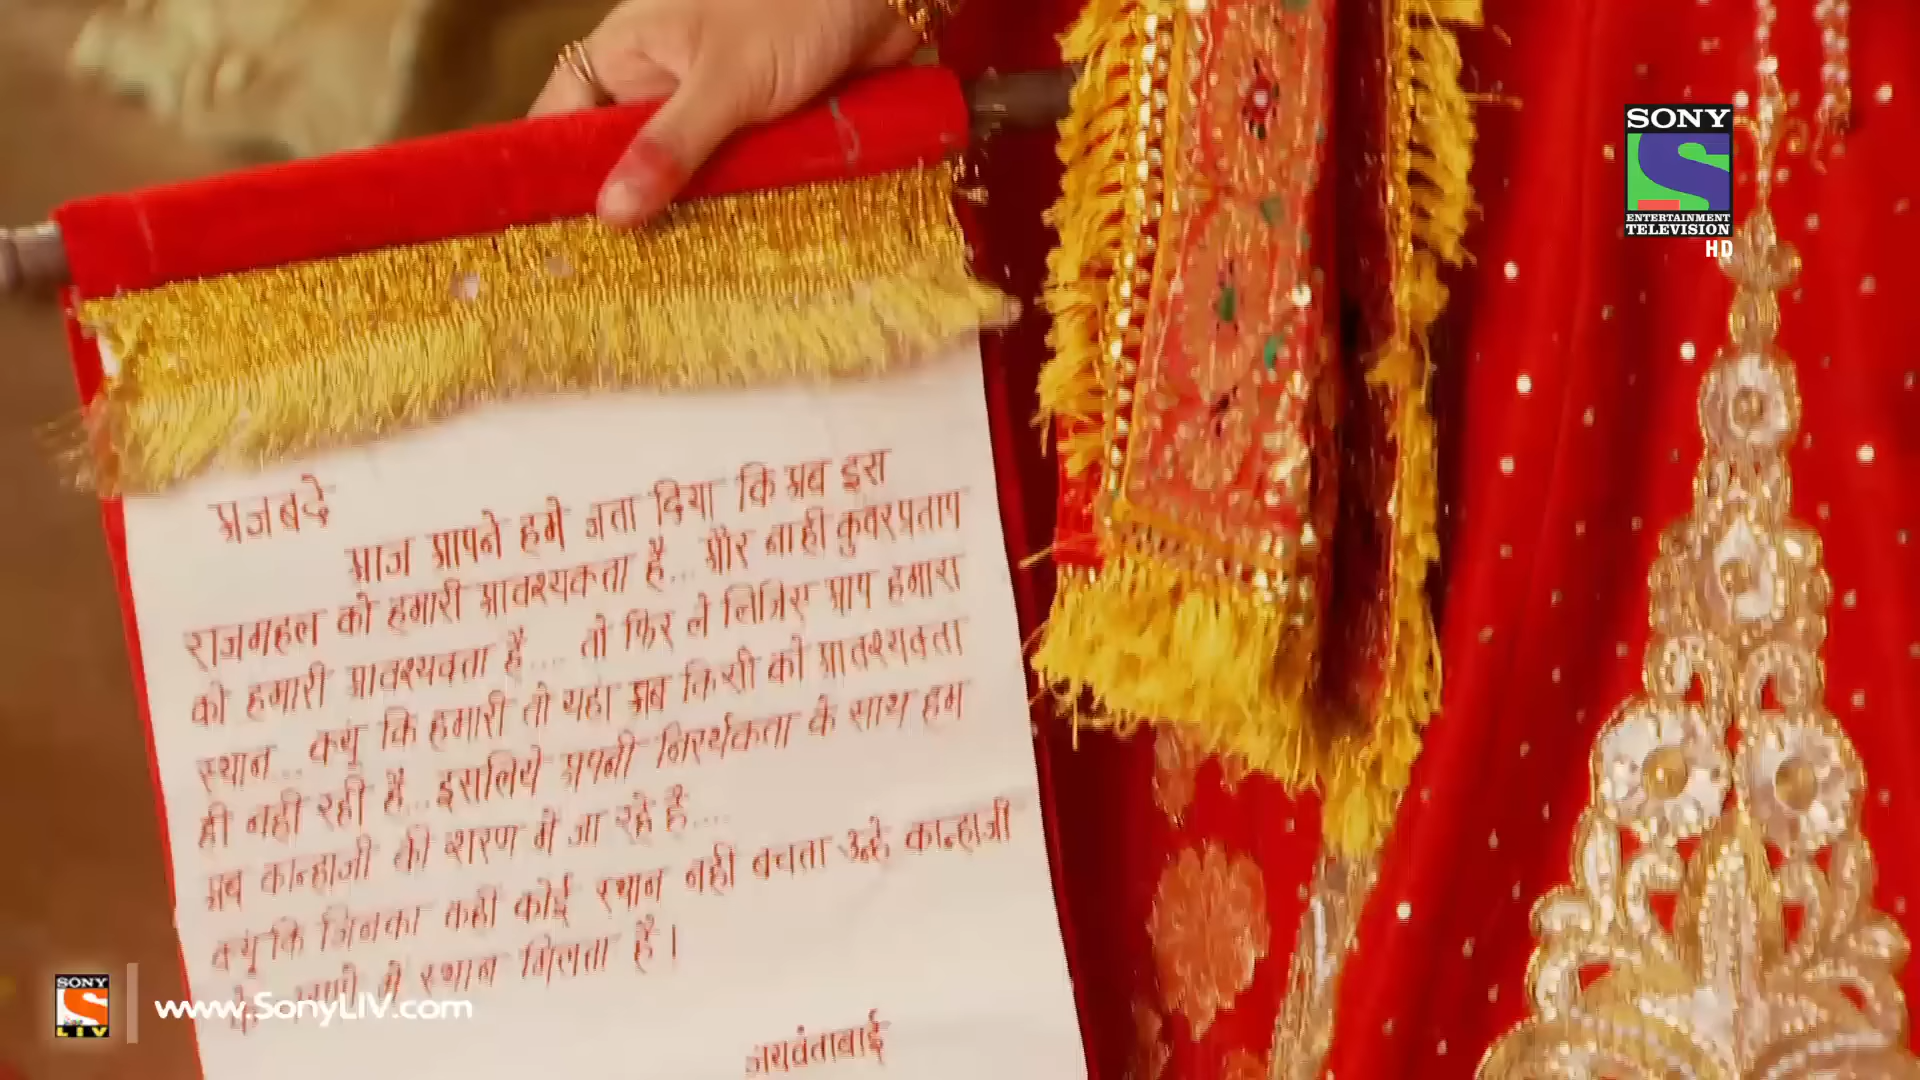 SONY
ENTERTAINMENT
TELEVISION
HD
अजबदे
आज आपने हमे जता दिया कि अब इस
राजमहल को हमारी आवश्यकता है... और नाही कुंवरप्रताप
को हमारी आवश्यकता है.... तो फिर ले लिजिए आप हमारा
स्थान... क्यूं कि हमारी तो यहा अब किसी को आवश्यक्ता
ही नही रही है...इसलिये अपनी निरर्थकता के साथ हम
अब कान्हाजी की शरण में जा रहे है....
क्यूंकि जिनका कही कोई स्थान नही बचता उन्हे कान्हाजी
के में स्थान मिलता है।
जयवंताबाई
SONY
LIV
www.SonyLIV.com